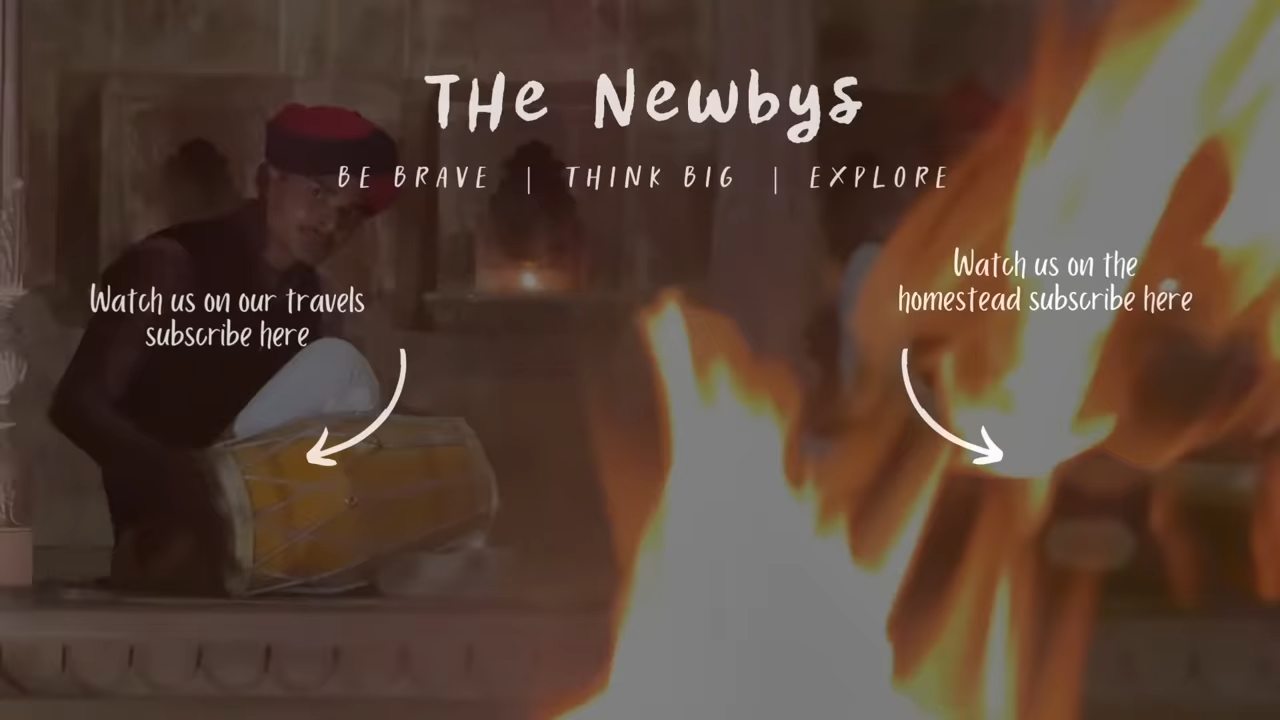 THe Newbys
BE BRAVE | THINK BIG | EXPLORE
Watch us on the
homestead subscribe here
Watch us on our travels
subscribe here